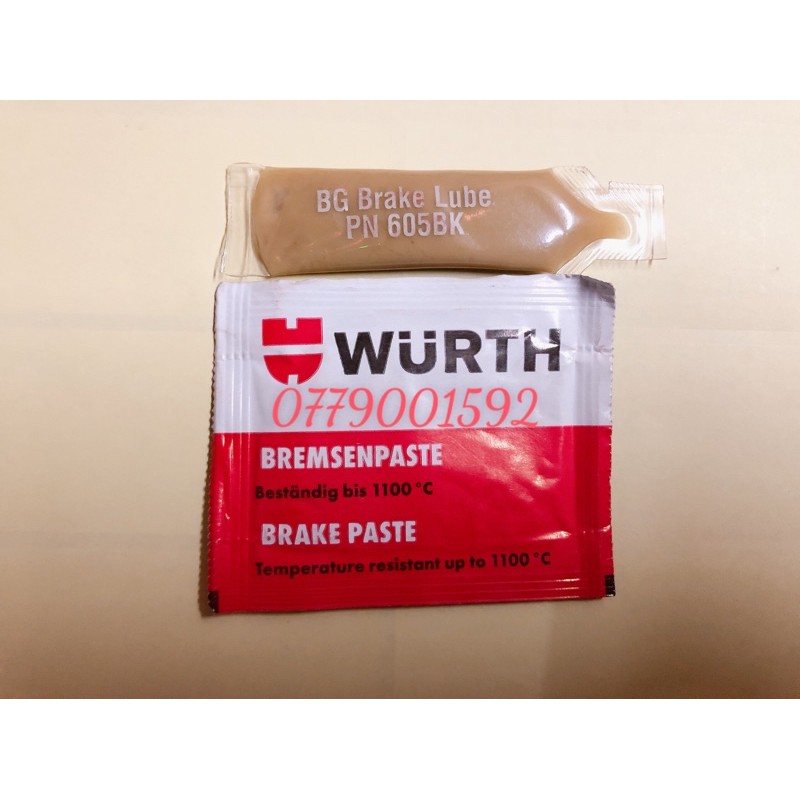 BG Brake Lube
PN 605BK
WÜRTH
0779001592
BREMSENPASTE
Beständig bis 1100 °C
BRAKE PASTE
Temperature resistant up to 1100 °C